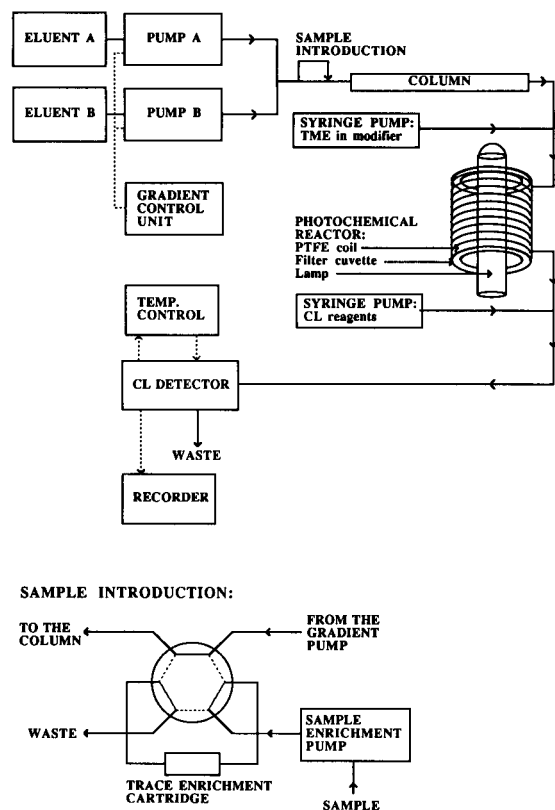 ELUENT A
PUMP A
SAMPLE
INTRODUCTION
COLUMN
ELUENT B
PUMP B
SYRINGE PUMP:
TME in modifier
GRADIENT
CONTROL
UNIT
PHOTOCHEMICAL
REACTOR:
PTFE coil
Filter cuvette
Lamp
TEMP.
CONTROL
SYRINGE PUMP:
CL reagents
CL DETECTOR
WASTE
RECORDER
SAMPLE INTRODUCTION:
TO THE
COLUMN
FROM THE
GRADIENT
PUMP
WASTE
SAMPLE
ENRICHMENT
PUMP
TRACE ENRICHMENT
CARTRIDGE
SAMPLE